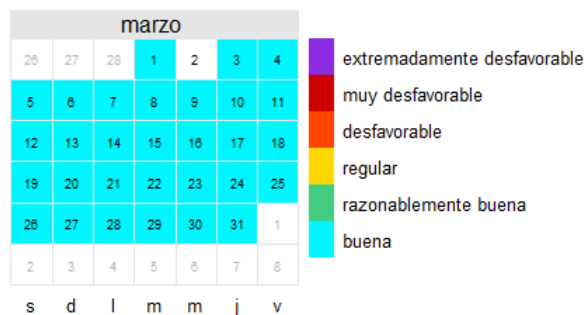 marzo
26 27 28 1 2 3 4
5 6 7 8 9 10 11
12 13 14 15 16 17 18
19 20 21 22 23 24 25
26 27 28 29 30 31 1
2 3 4 5 6 7 8
s d l m m j v
extremadamente desfavorable
muy desfavorable
desfavorable
regular
razonablemente buena
buena